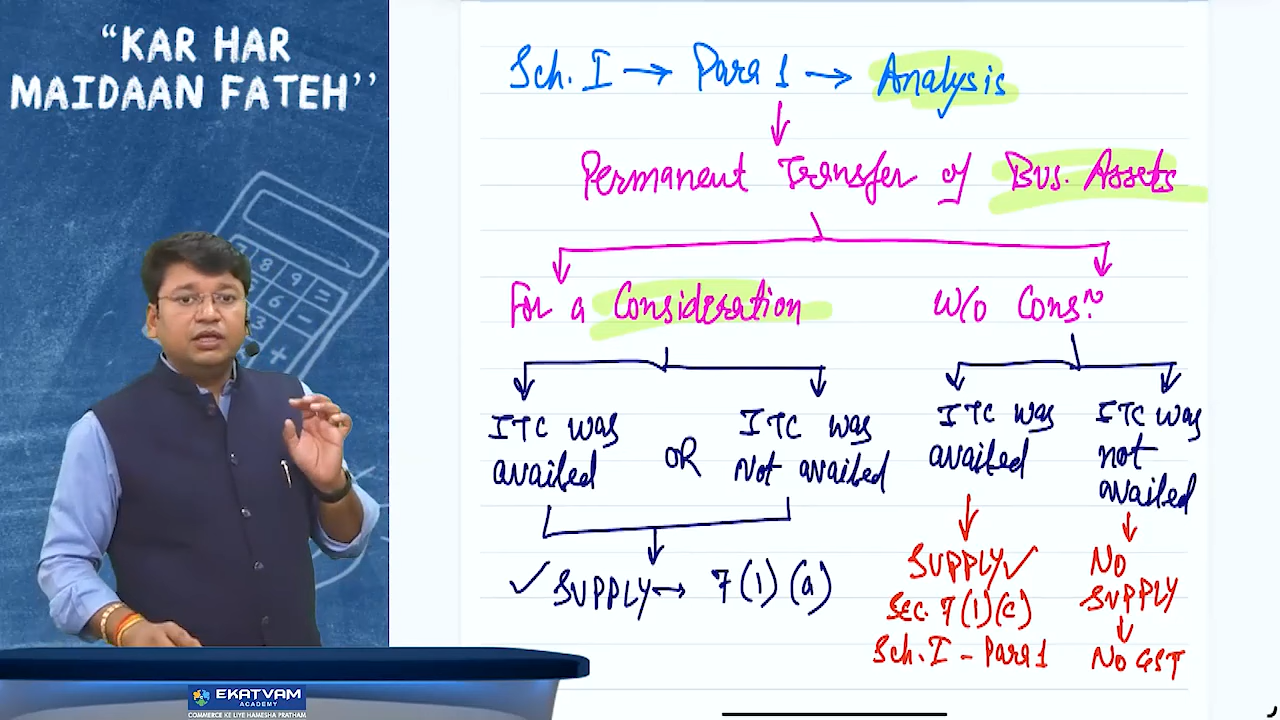 “KAR HAR
MAIDAAN FATEH’’
Sch. I → Para 1 → Analysis
Permanent Transfer of Bus. Assets
For a Consideration
W/o Consⁿ
ITC was
availed
OR
ITC was
Not availed
ITC was
availed
ITC was
not
availed
✓ SUPPLY → 7(1)(a)
SUPPLY ✓
Sec. 7(1)(c)
Sch. I - Para 1
No
SUPPLY
No GST
EKATVAM
ACADEMY
COMMERCE KE LIYE HAMESHA PRATHAM